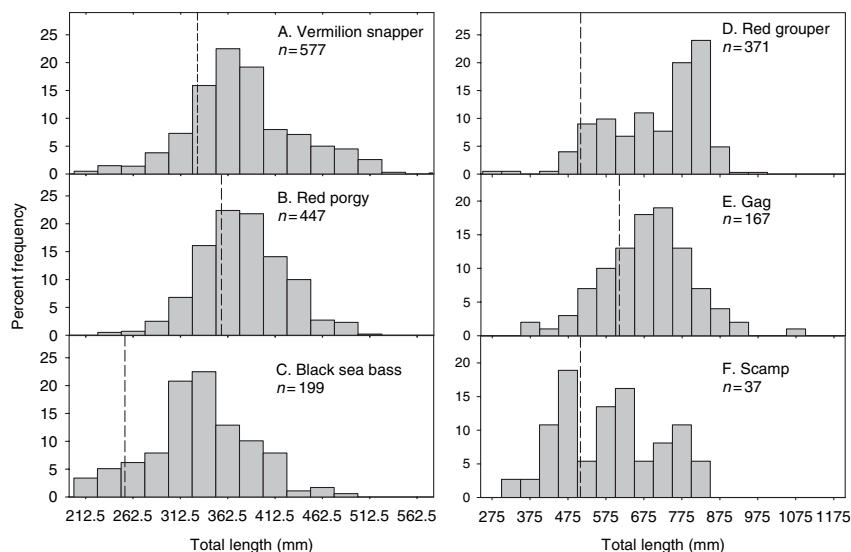 A. Vermilion snapper
n=577
25
20
15
10
5
0
B. Red porgy
n=447
20
15
10
5
0
C. Black sea bass
n=199
25
20
15
10
5
0
212.5 262.5 312.5 362.5 412.5 462.5 512.5 562.5
Total length (mm)
Percent frequency
D. Red grouper
n=371
25
20
15
10
5
0
E. Gag
n=167
20
15
10
5
0
F. Scamp
n=37
20
15
10
5
0
275 375 475 575 675 775 875 975 1075 1175
Total length (mm)